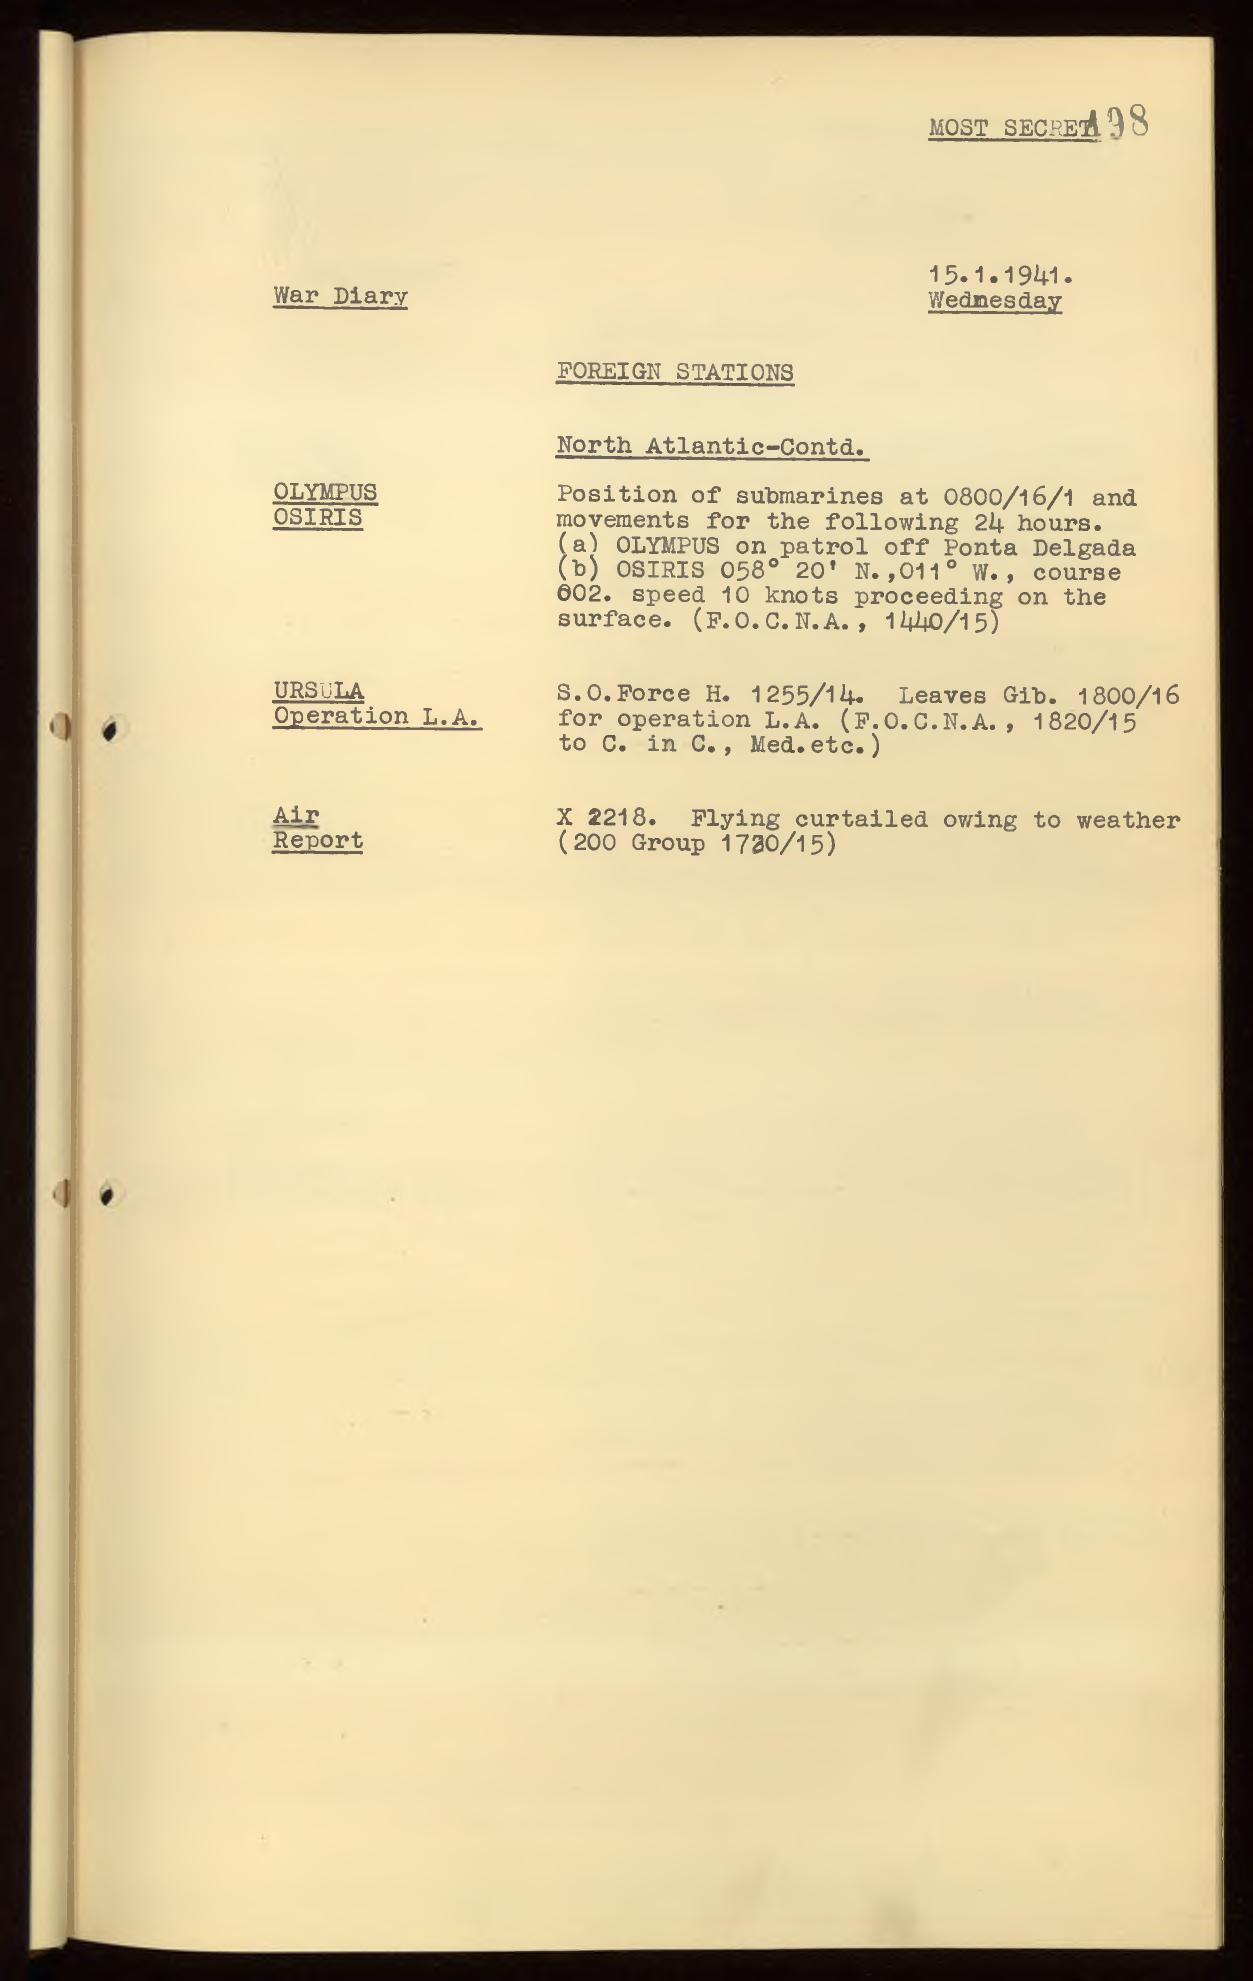 MOST SECRET 198
15.1.1941.
War Diary
Wednesday
FOREIGN STATIONS
North Atlantic-Contd.
OLYMPUS
OSIRIS
Position of submarines at 0800/16/1 and
movements for the following 24 hours.
(a) OLYMPUS on patrol off Ponta Delgada
(b) OSIRIS 058° 20' N.,011° W., course
002. speed 10 knots proceeding on the
surface. (F.O.C.N.A., 1440/15)
URSULA
Operation L.A.
S.O.Force H. 1255/14. Leaves Gib. 1800/16
for operation L.A. (F.O.C.N.A., 1820/15
to C. in C., Med.etc.)
Air
Report
X 2218. Flying curtailed owing to weather
(200 Group 1730/15)